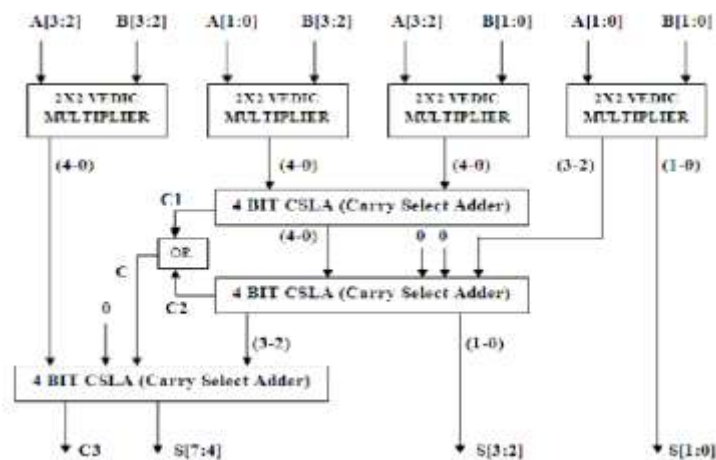 A[3:2] B[3:2] A[1:0] B[3:2] A[3:2] B[1:0] A[1:0] B[1:0]
2X2 VEDIC MULTIPLIER
2X2 VEDIC MULTIPLIER
2X2 VEDIC MULTIPLIER
2X2 VEDIC MULTIPLIER
(4-0) (4-0) (4-0) (3-2) (1-0)
C1 4 BIT CSLA (Carry Select Adder)
(4-0) 0 0
OR
C
C2 4 BIT CSLA (Carry Select Adder)
0
(3-2) (1-0)
4 BIT CSLA (Carry Select Adder)
C3 S[7:4] S[3:2] S[1:0]